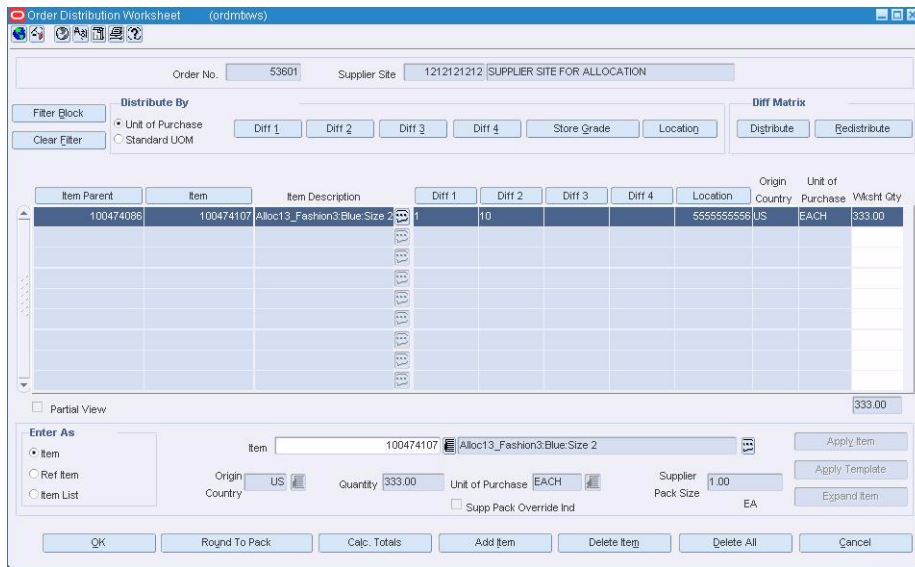 Order Distribution Worksheet (ordmtxws)
Order No. 53601 Supplier Site 1212121212 SUPPLIER SITE FOR ALLOCATION
Filter Block
Clear Filter
Distribute By
Unit of Purchase
Standard UOM
Diff 1 Diff 2 Diff 3 Diff 4 Store Grade Location
Diff Matrix
Distribute Redistribute
Item Parent Item Item Description Diff 1 Diff 2 Diff 3 Diff 4 Location Origin Country Unit of Purchase Wksht Qty
100474086 100474107 Alloc13_Fashion3:Blue:Size 2 1 10 5555555556 US EACH 333.00
Partial View 333.00
Enter As
Item
Ref Item
Item List
Item 100474107 Alloc13_Fashion3:Blue:Size 2
Origin Country US Quantity 333.00 Unit of Purchase EACH Supplier Pack Size 1.00
EA
Supp Pack Override Ind
Apply Item
Apply Template
Expand Item
OK Round To Pack Calc. Totals Add Item Delete Item Delete All Cancel